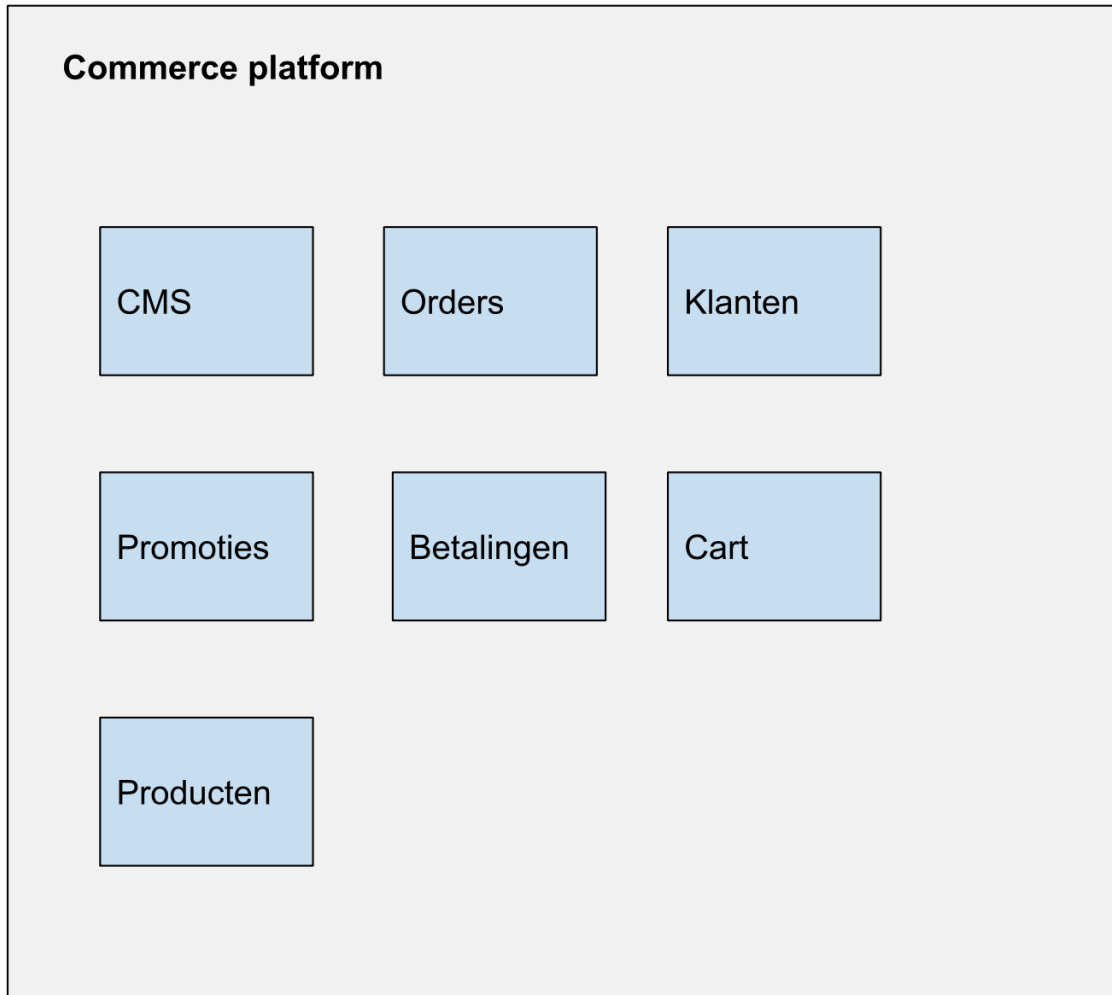 Commerce platform
CMS
Orders
Klanten
Promoties
Betalingen
Cart
Producten